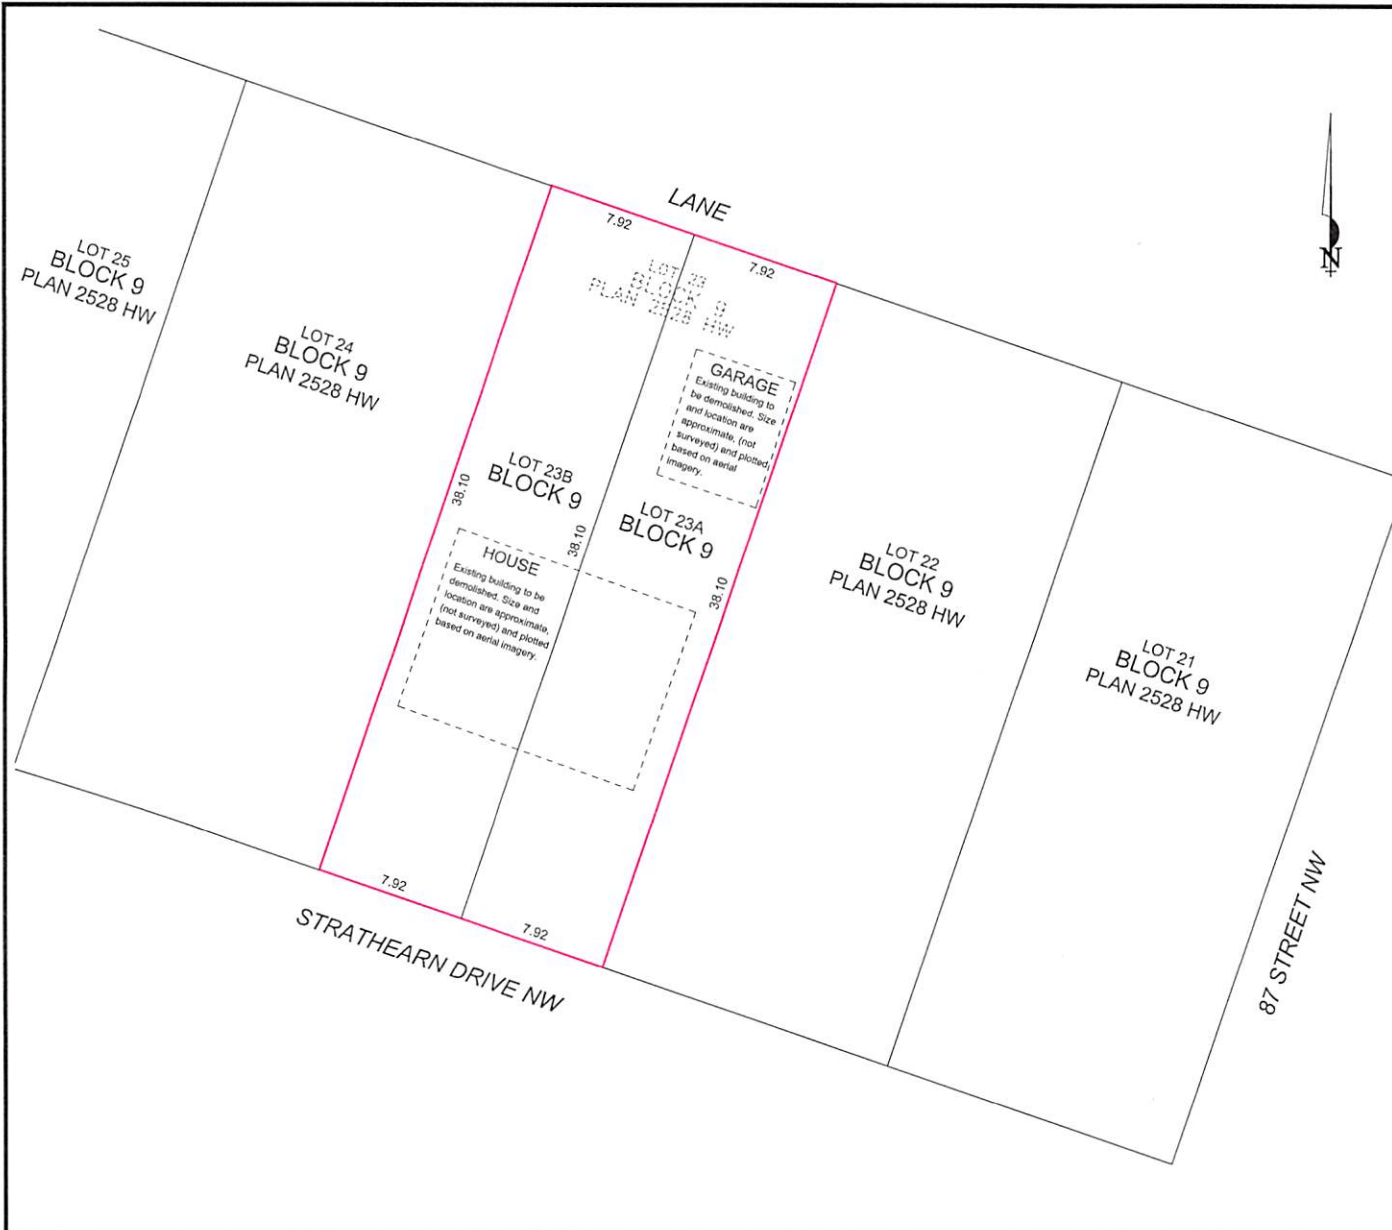 LANE
7.92
7.92
N
LOT 25
BLOCK 9
PLAN 2528 HW
LOT 24
BLOCK 9
PLAN 2528 HW
LOT 23
BLOCK 9
PLAN 2528 HW
GARAGE
Existing building to
be demolished. Size
and location are
approximate, (not
surveyed) and plotted
based on aerial
imagery.
LOT 23B
BLOCK 9
38.10
38.10
LOT 23A
BLOCK 9
38.10
HOUSE
Existing building to be
demolished. Size and
location are approximate,
(not surveyed) and plotted
based on aerial imagery.
LOT 22
BLOCK 9
PLAN 2528 HW
LOT 21
BLOCK 9
PLAN 2528 HW
7.92
7.92
STRATHEARN DRIVE NW
87 STREET NW